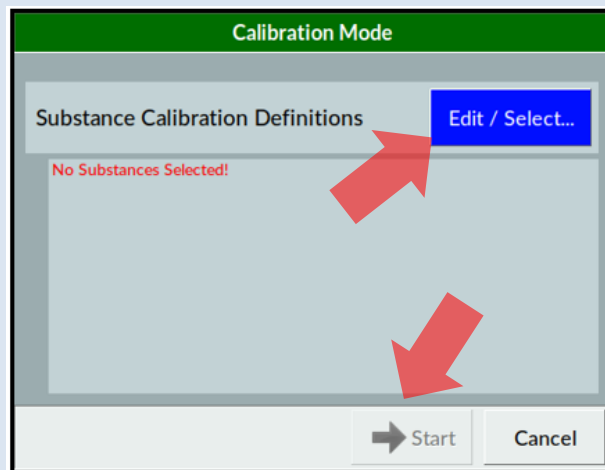 Calibration Mode
Substance Calibration Definitions Edit / Select...
No Substances Selected!
Start Cancel